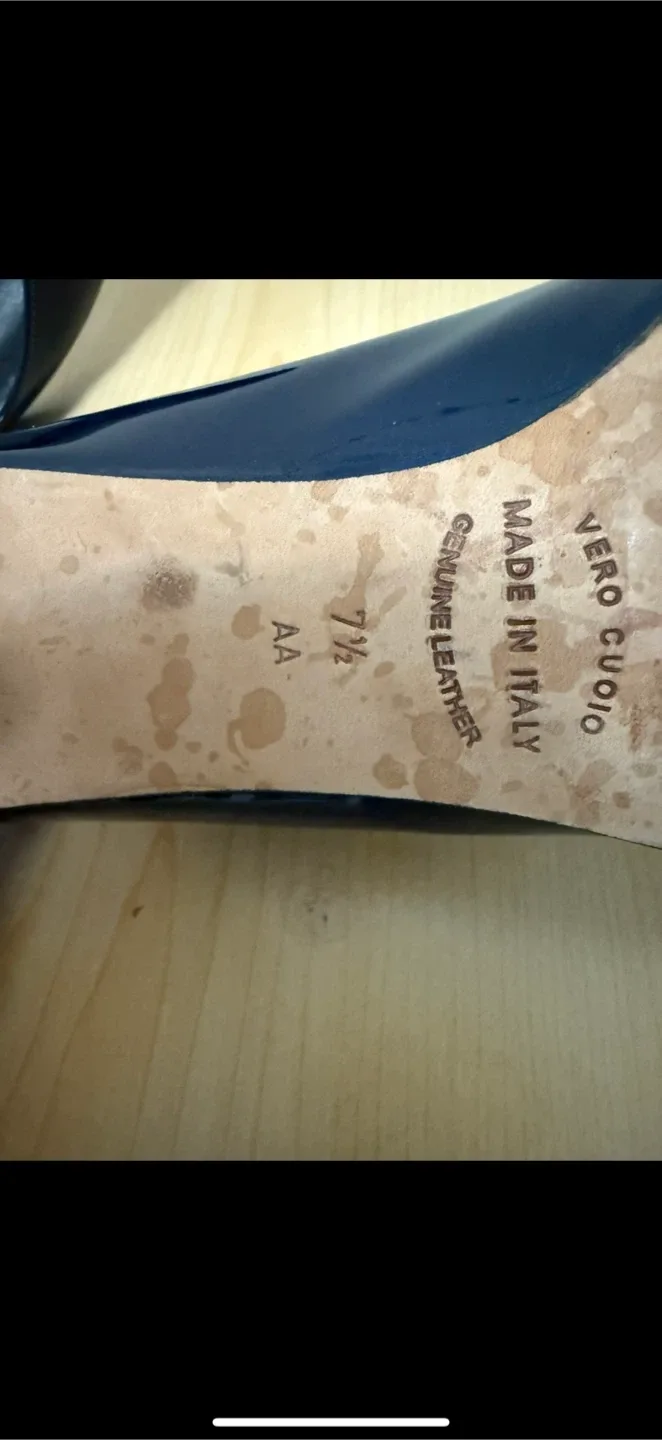 VERO CUOIO
MADE IN ITALY
GENUINE LEATHER
7½
AA